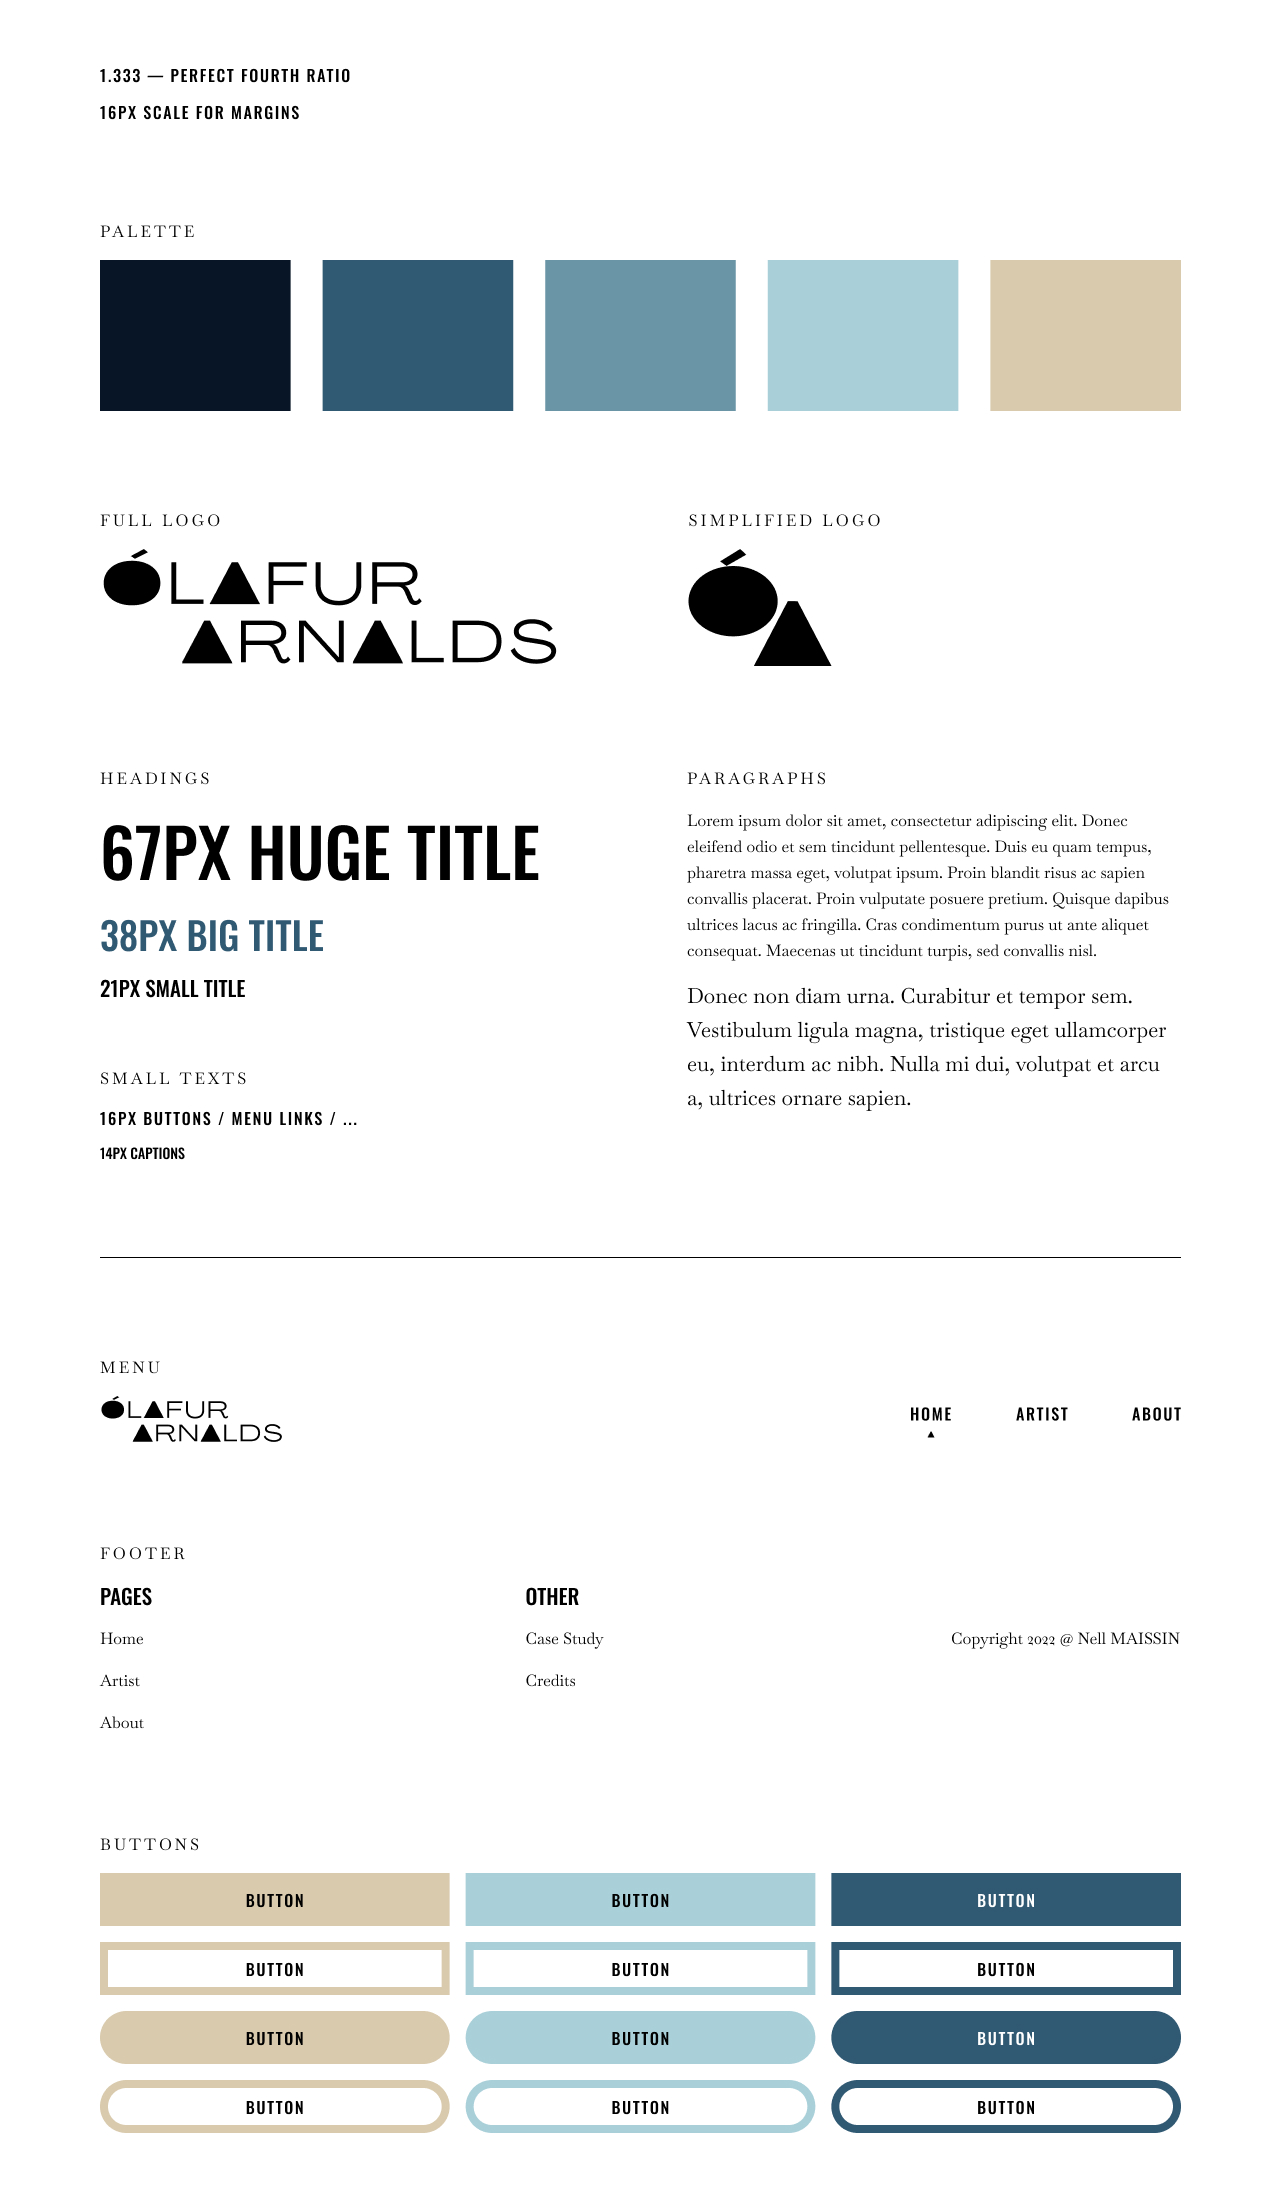 1.333 — PERFECT FOURTH RATIO
16PX SCALE FOR MARGINS
PALETTE
FULL LOGO
ÓLAFUR
ARNALDS
SIMPLIFIED LOGO
HEADINGS
67PX HUGE TITLE
38PX BIG TITLE
21PX SMALL TITLE
SMALL TEXTS
16PX BUTTONS / MENU LINKS / ...
14PX CAPTIONS
PARAGRAPHS
Lorem ipsum dolor sit amet, consectetur adipiscing elit. Donec
eleifend odio et sem tincidunt pellentesque. Duis eu quam tempus,
pharetra massa eget, volutpat ipsum. Proin blandit risus ac sapien
convallis placerat. Proin vulputate posuere pretium. Quisque dapibus
ultrices lacus ac fringilla. Cras condimentum purus ut ante aliquet
consequat. Maecenas ut tincidunt turpis, sed convallis nisl.
Donec non diam urna. Curabitur et tempor sem.
Vestibulum ligula magna, tristique eget ullamcorper
eu, interdum ac nibh. Nulla mi dui, volutpat et arcu
a, ultrices ornare sapien.
MENU
ÓLAFUR
ARNALDS
HOME
ARTIST
ABOUT
FOOTER
PAGES
Home
Artist
About
OTHER
Case Study
Credits
Copyright 2022 @ Nell MAISSIN
BUTTONS
BUTTON
BUTTON
BUTTON
BUTTON
BUTTON
BUTTON
BUTTON
BUTTON
BUTTON
BUTTON
BUTTON
BUTTON